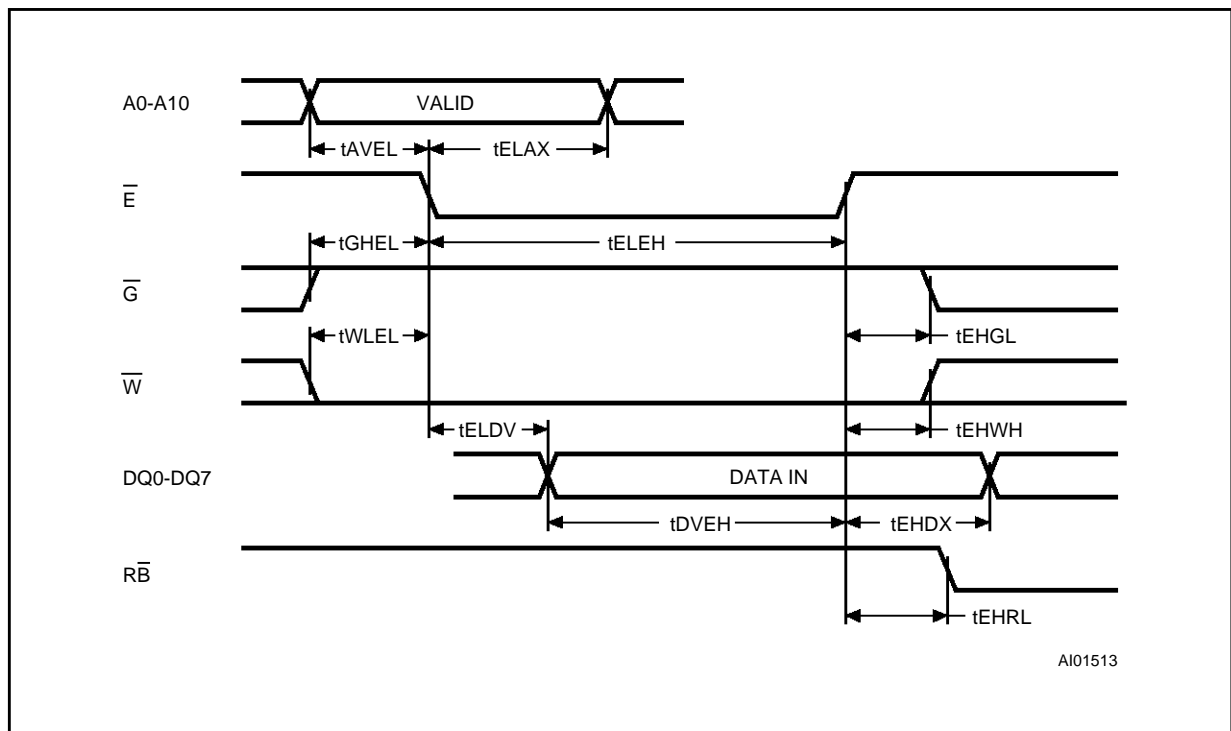 A0-A10
VALID
tAVEL
tELAX
E̅
tGHEL
tELEH
G̅
tWLEL
tEHGL
W̅
tELDV
tEHWH
DQ0-DQ7
DATA IN
tDVEH
tEHDX
RB̅
tEHRL
AI01513